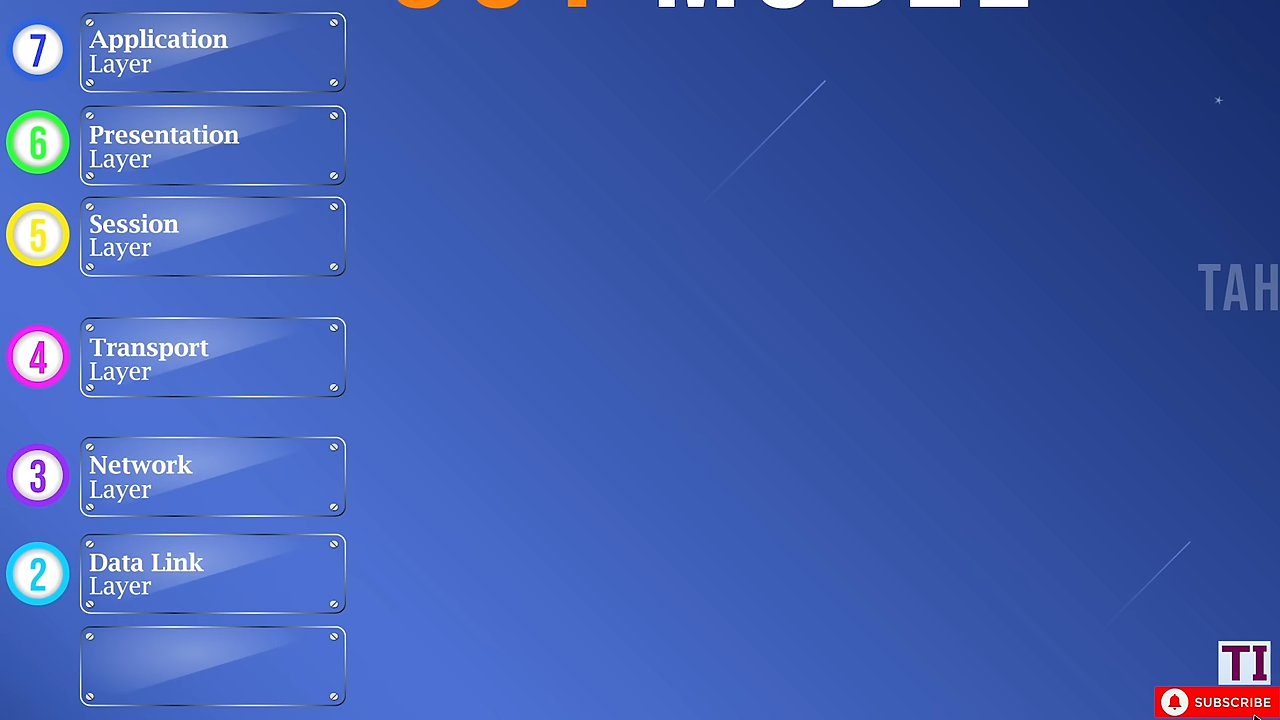 MODEL
7
Application
Layer
6
Presentation
Layer
5
Session
Layer
TAH
4
Transport
Layer
3
Network
Layer
2
Data Link
Layer
TI
SUBSCRIBE